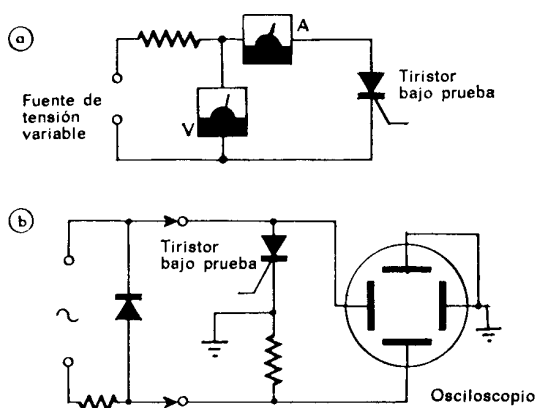 a
A
Fuente de
tensión
variable
V
Tiristor
bajo prueba
b
Tiristor
bajo prueba
Osciloscopio